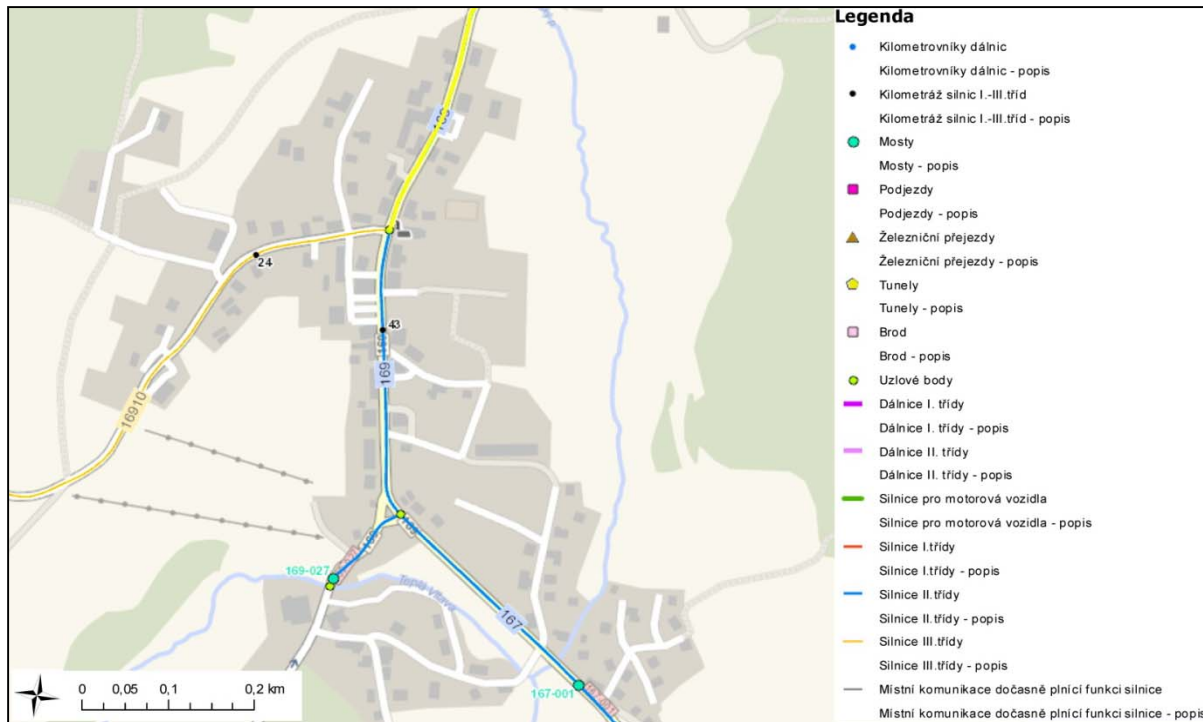 169
24
43
169
169
16910
169
169-027
Teplá Vltava
167
167-001
0 0,05 0,1 0,2 km
Legenda
Kilometrovníky dálnic
Kilometrovníky dálnic - popis
Kilometráž silnic I.-III.tříd
Kilometráž silnic I.-III.tříd - popis
Mosty
Mosty - popis
Podjezdy
Podjezdy - popis
Železniční přejezdy
Železniční přejezdy - popis
Tunely
Tunely - popis
Brod
Brod - popis
Uzlové body
Dálnice I. třídy
Dálnice I. třídy - popis
Dálnice II. třídy
Dálnice II. třídy - popis
Silnice pro motorová vozidla
Silnice pro motorová vozidla - popis
Silnice I.třídy
Silnice I.třídy - popis
Silnice II.třídy
Silnice II.třídy - popis
Silnice III.třídy
Silnice III.třídy - popis
Místní komunikace dočasně plnící funkci silnice
Místní komunikace dočasně plnící funkci silnice - popis